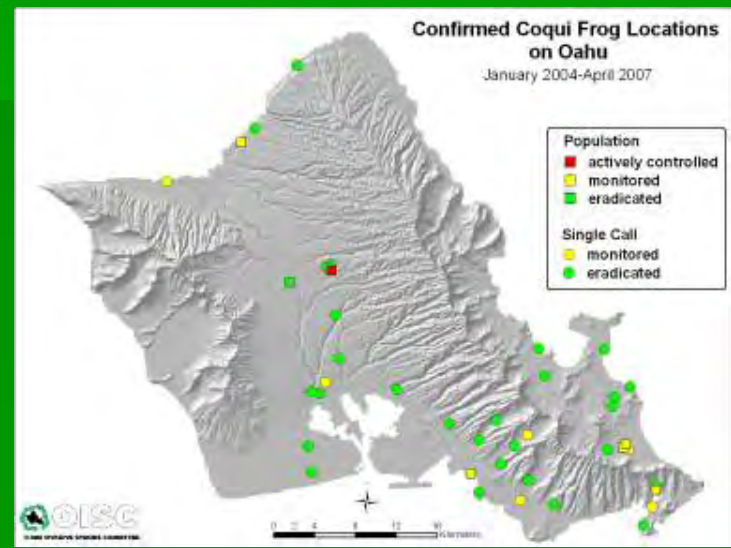 Confirmed Coqui Frog Locations
on Oahu
January 2004-April 2007
Population
actively controlled
monitored
eradicated
Single Call
monitored
eradicated
OISC
0 2 4 8 12 16
Kilometers